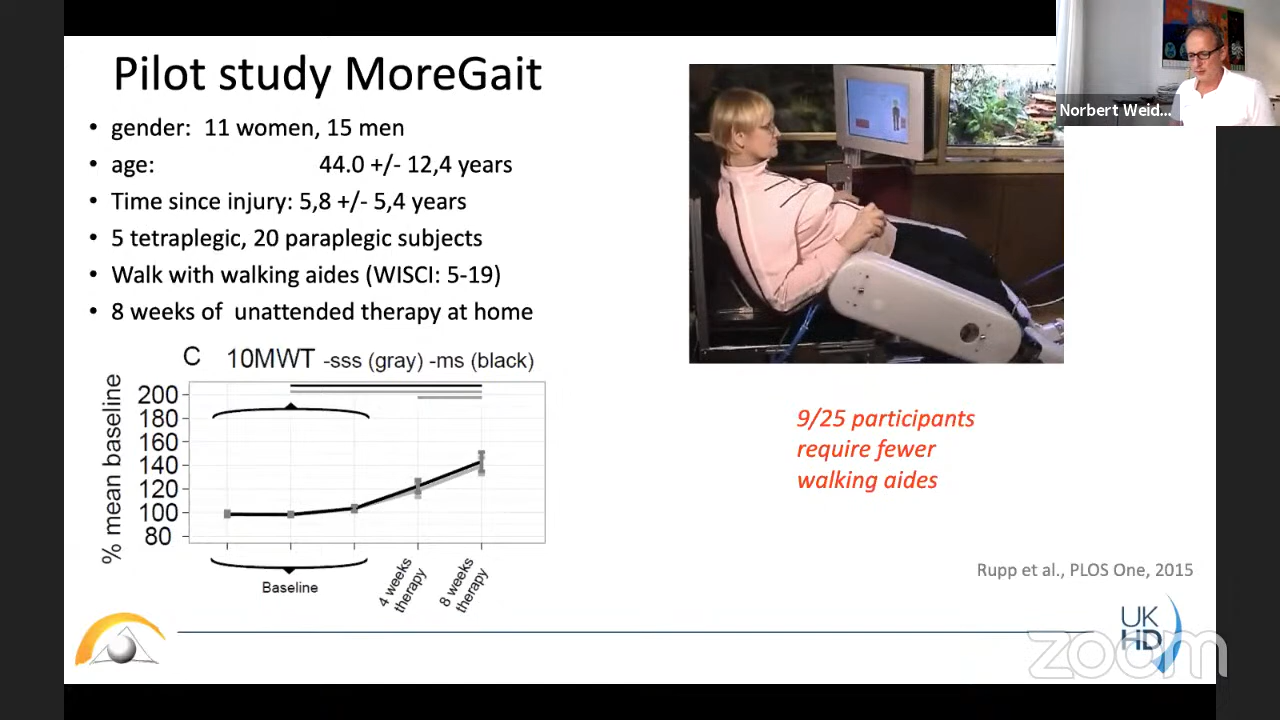 Pilot study MoreGait
• gender: 11 women, 15 men
• age: 44.0 +/- 12,4 years
• Time since injury: 5,8 +/- 5,4 years
• 5 tetraplegic, 20 paraplegic subjects
• Walk with walking aides (WISCI: 5-19)
• 8 weeks of unattended therapy at home
Norbert Weid...
C 10MWT -sss (gray) -ms (black)
% mean baseline
200
180
160
140
120
100
80
Baseline
4 weeks
therapy
8 weeks
therapy
9/25 participants
require fewer
walking aides
Rupp et al., PLOS One, 2015
UK
HD
zoom